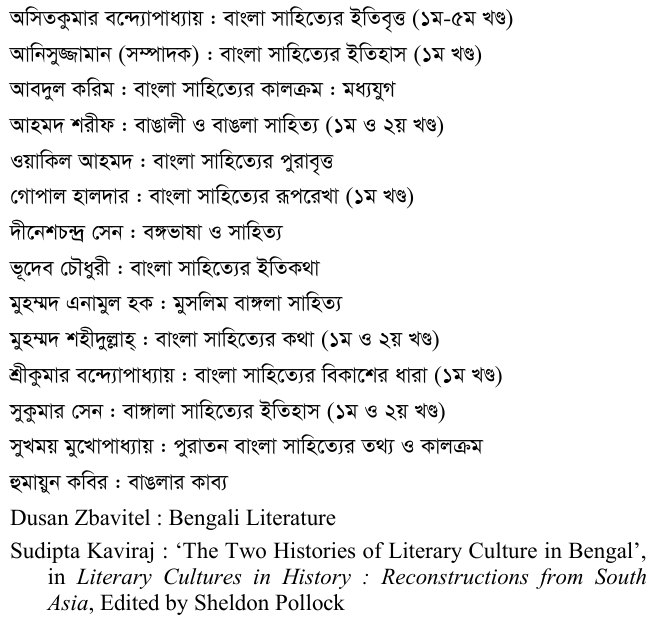 অসিতকুমার বন্দ্যোপাধ্যায় : বাংলা সাহিত্যের ইতিবৃত্ত (১ম-৫ম খণ্ড)
আনিসুজ্জামান (সম্পাদক) : বাংলা সাহিত্যের ইতিহাস (১ম খণ্ড)
আবদুল করিম : বাংলা সাহিত্যের কালক্রম : মধ্যযুগ
আহমদ শরীফ : বাঙালী ও বাঙলা সাহিত্য (১ম ও ২য় খণ্ড)
ওয়াকিল আহমদ : বাংলা সাহিত্যের পুরাবৃত্ত
গোপাল হালদার : বাংলা সাহিত্যের রূপরেখা (১ম খণ্ড)
দীনেশচন্দ্র সেন : বঙ্গভাষা ও সাহিত্য
ভূদেব চৌধুরী : বাংলা সাহিত্যের ইতিকথা
মুহম্মদ এনামুল হক : মুসলিম বাঙ্গলা সাহিত্য
মুহম্মদ শহীদুল্লাহ্ : বাংলা সাহিত্যের কথা (১ম ও ২য় খণ্ড)
শ্রীকুমার বন্দ্যোপাধ্যায় : বাংলা সাহিত্যের বিকাশের ধারা (১ম খণ্ড)
সুকুমার সেন : বাঙ্গালা সাহিত্যের ইতিহাস (১ম ও ২য় খণ্ড)
সুখময় মুখোপাধ্যায় : পুরাতন বাংলা সাহিত্যের তথ্য ও কালক্রম
হুমায়ুন কবির : বাঙলার কাব্য
Dusan Zbavitel : Bengali Literature
Sudipta Kaviraj : ‘The Two Histories of Literary Culture in Bengal’,
in Literary Cultures in History : Reconstructions from South
Asia, Edited by Sheldon Pollock